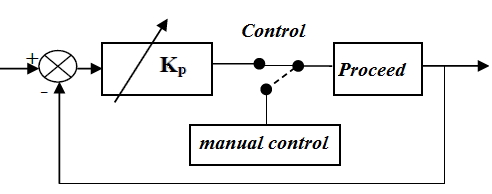 Control
+
Kp
Proceed
-
manual control